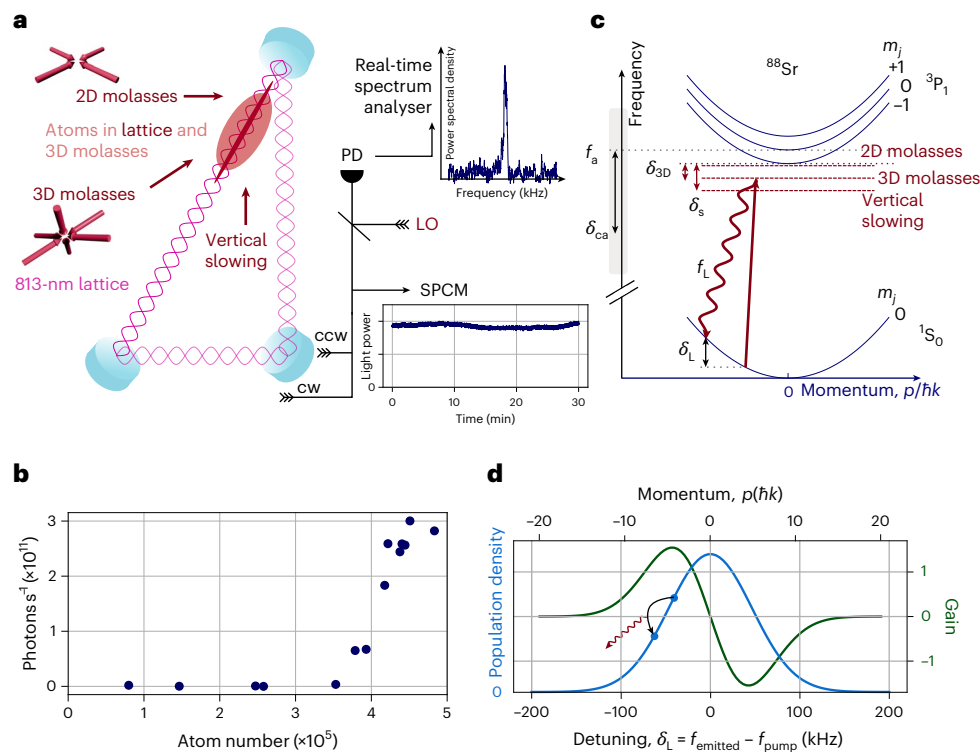 a
2D molasses
Atoms in lattice and
3D molasses
3D molasses
813-nm lattice
Vertical
slowing
Real-time
spectrum
analyser
PD
LO
SPCM
CCW
CW
Power spectral density
Frequency (kHz)
Light power
0
0
10
20
30
Time (min)
b
Photons s⁻¹ (×10¹¹)
3
2
1
0
0
1
2
3
4
5
Atom number (×10⁵)
c
Frequency
⁸⁸Sr
mⱼ
+1
0
−1
³P₁
fₐ
δ3D
δs
δca
2D molasses
3D molasses
Vertical
slowing
fL
δL
mⱼ
0
¹S₀
0
Momentum, p/ħk
d
Momentum, p(ħk)
−20
−10
0
10
20
Population density
0
Gain
1
0
−1
−200
−100
0
100
200
Detuning, δL = femitted − fpump (kHz)